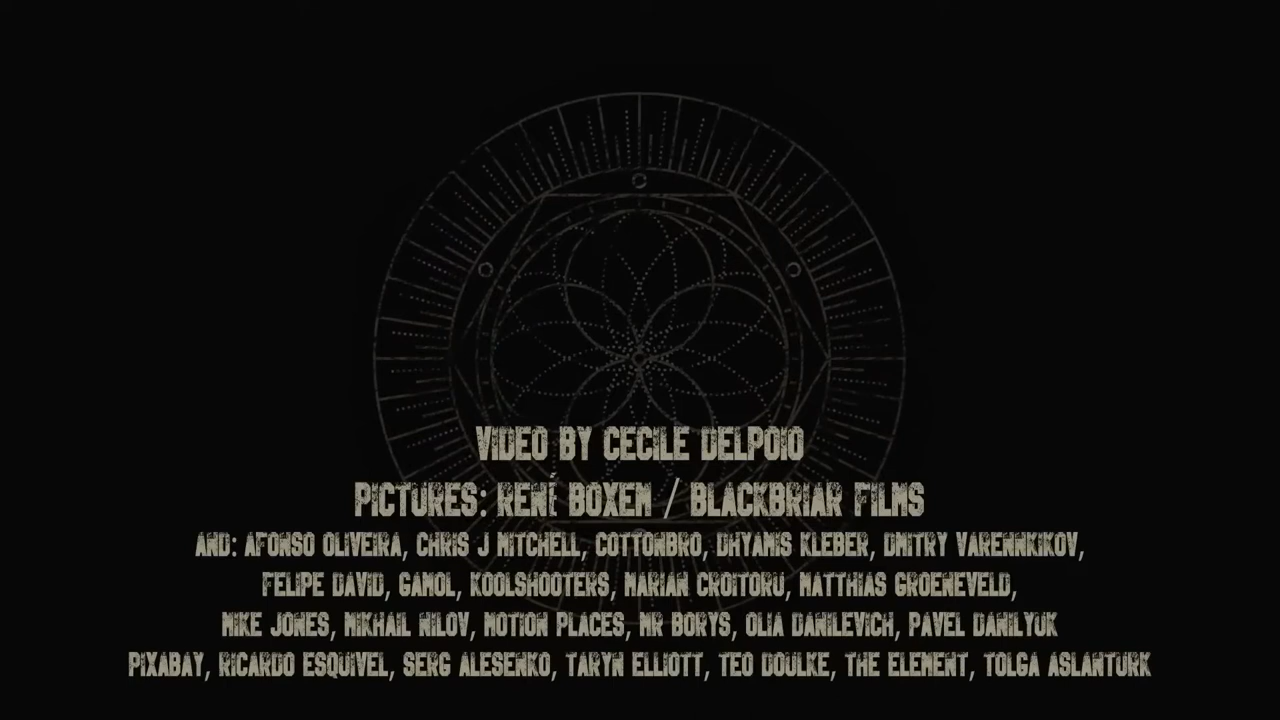 VIDEO BY CECILE DELPOIO
PICTURES: RENÉ BOXEM / BLACKBRIAR FILMS
AND: AFONSO OLIVEIRA, CHRIS J MITCHELL, COTTONBRO, DHYAMIS KLEBER, DMITRY VARENNKIKOV,
FELIPE DAVID, GAMOL, KOOLSHOOTERS, MARIAN CROITORU, MATTHIAS GROENEVELD,
MIKE JONES, MIKHAIL NILOV, MOTION PLACES, MR BORYS, OLIA DANILEVICH, PAVEL DANILYUK
PIXABAY, RICARDO ESQUIVEL, SERG ALESENKO, TARYN ELLIOTT, TEO DOULKE, THE ELEMENT, TOLGA ASLANTURK